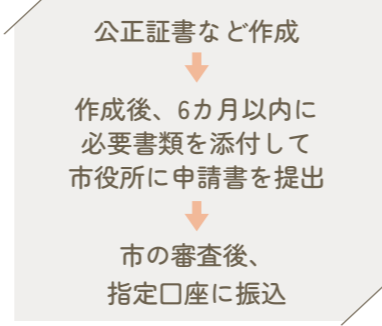 公正証書など作成
作成後、6カ月以内に
必要書類を添付して
市役所に申請書を提出
市の審査後、
指定口座に振込